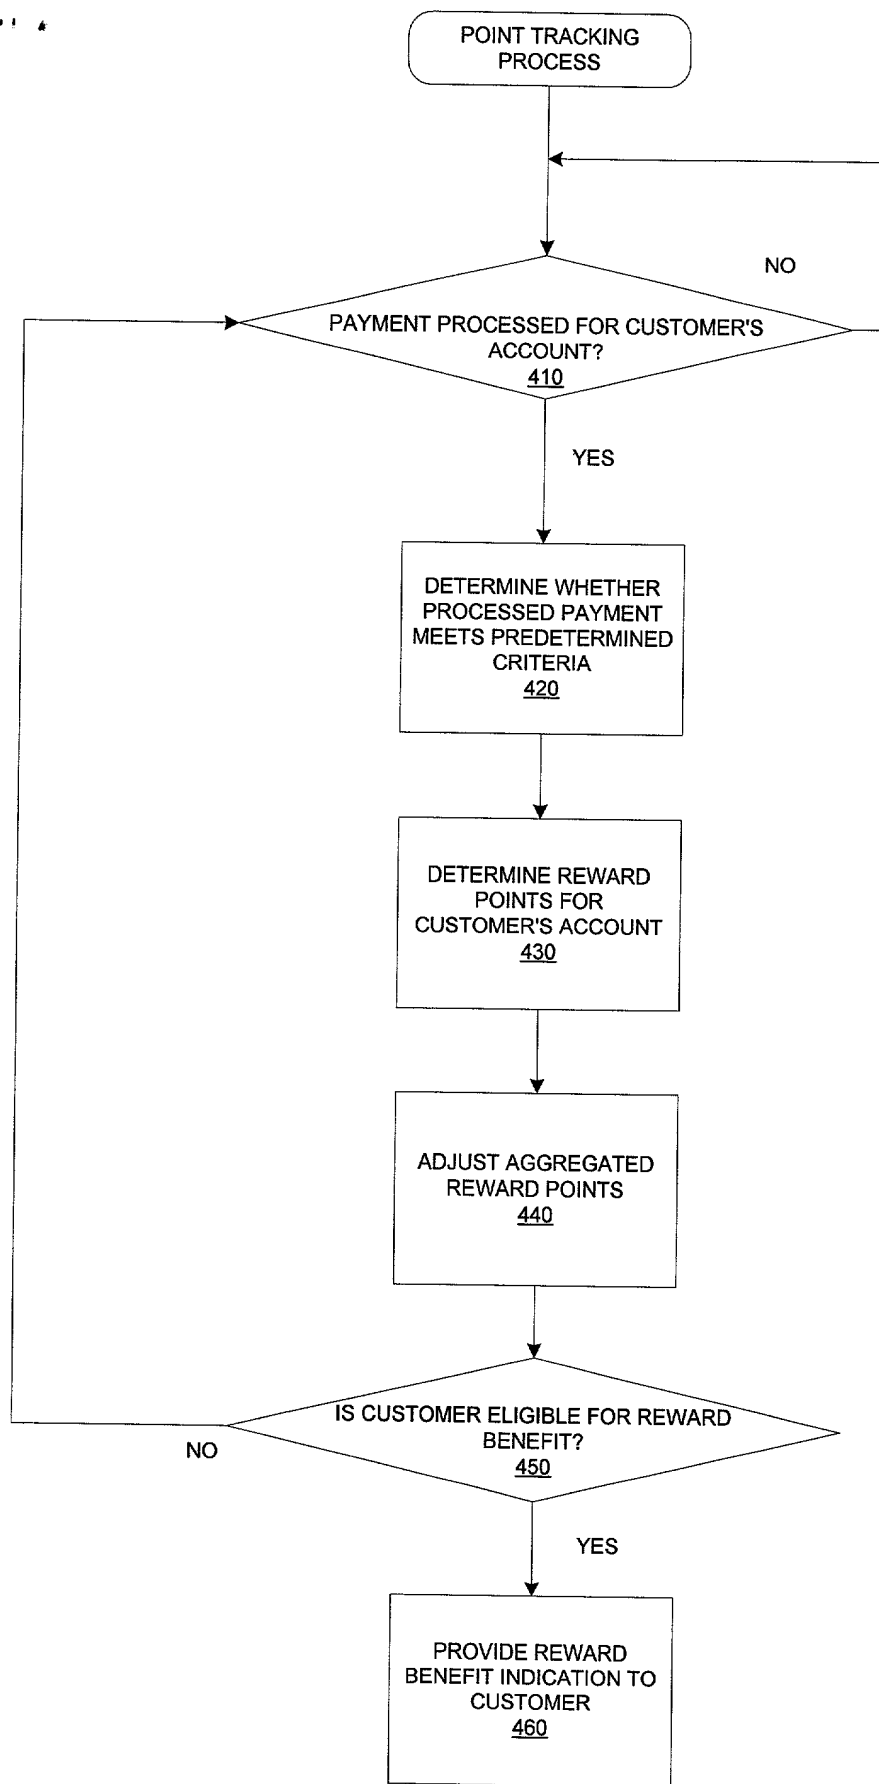 POINT TRACKING
PROCESS
NO
PAYMENT PROCESSED FOR CUSTOMER'S
ACCOUNT?
410
YES
DETERMINE WHETHER
PROCESSED PAYMENT
MEETS PREDETERMINED
CRITERIA
420
DETERMINE REWARD
POINTS FOR
CUSTOMER'S ACCOUNT
430
ADJUST AGGREGATED
REWARD POINTS
440
IS CUSTOMER ELIGIBLE FOR REWARD
BENEFIT?
450
NO
YES
PROVIDE REWARD
BENEFIT INDICATION TO
CUSTOMER
460